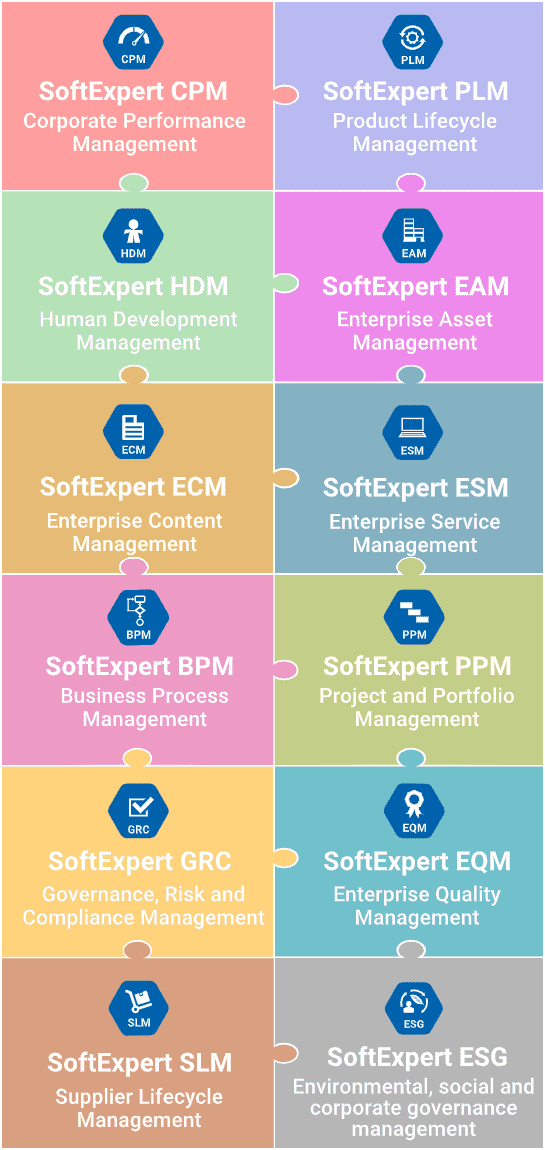 CPM
SoftExpert CPM
Corporate Performance
Management
PLM
SoftExpert PLM
Product Lifecycle
Management
HDM
SoftExpert HDM
Human Development
Management
EAM
SoftExpert EAM
Enterprise Asset
Management
ECM
SoftExpert ECM
Enterprise Content
Management
ESM
SoftExpert ESM
Enterprise Service
Management
BPM
SoftExpert BPM
Business Process
Management
PPM
SoftExpert PPM
Project and Portfolio
Management
GRC
SoftExpert GRC
Governance, Risk and
Compliance Management
EQM
SoftExpert EQM
Enterprise Quality
Management
SLM
SoftExpert SLM
Supplier Lifecycle
Management
ESG
SoftExpert ESG
Environmental, social and
corporate governance
management